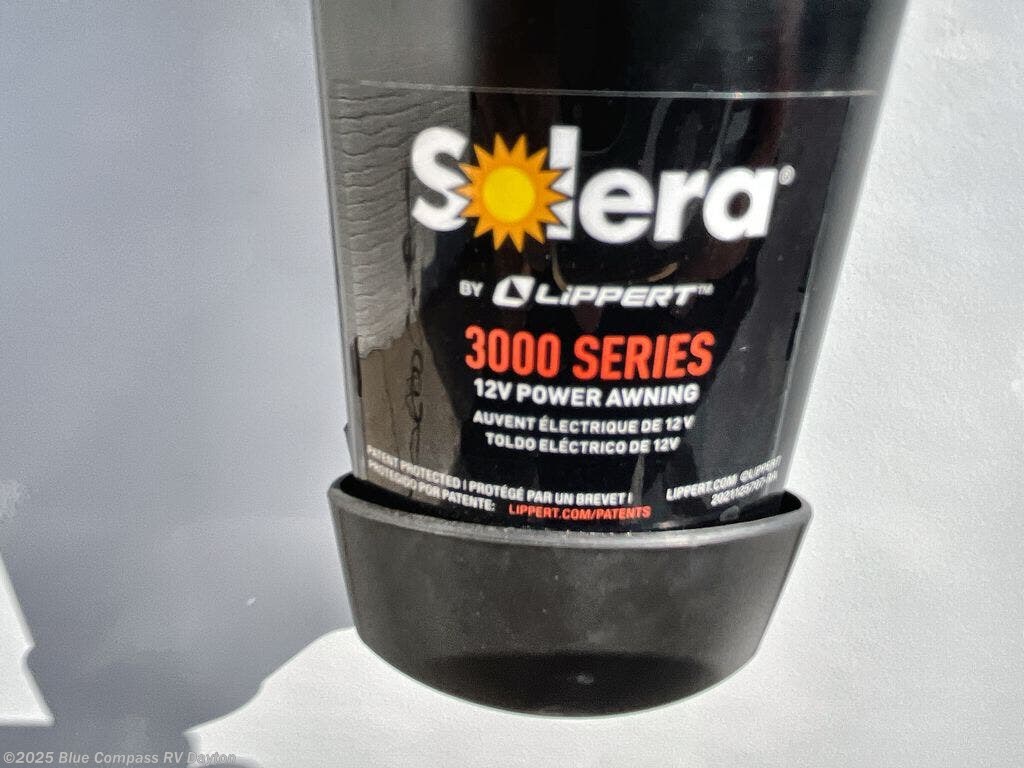 Solera®
BY LiPPERT™
3000 SERIES
12V POWER AWNING
AUVENT ÉLECTRIQUE DE 12V
TOLDO ELÉCTRICO DE 12V
PATENT PROTECTED | PROTÉGÉ PAR UN BREVET |
PROTEGIDO POR PATENTE: LIPPERT.COM/PATENTS
LIPPERT.COM @LIPPERT
©2025 Blue Compass RV Dayton